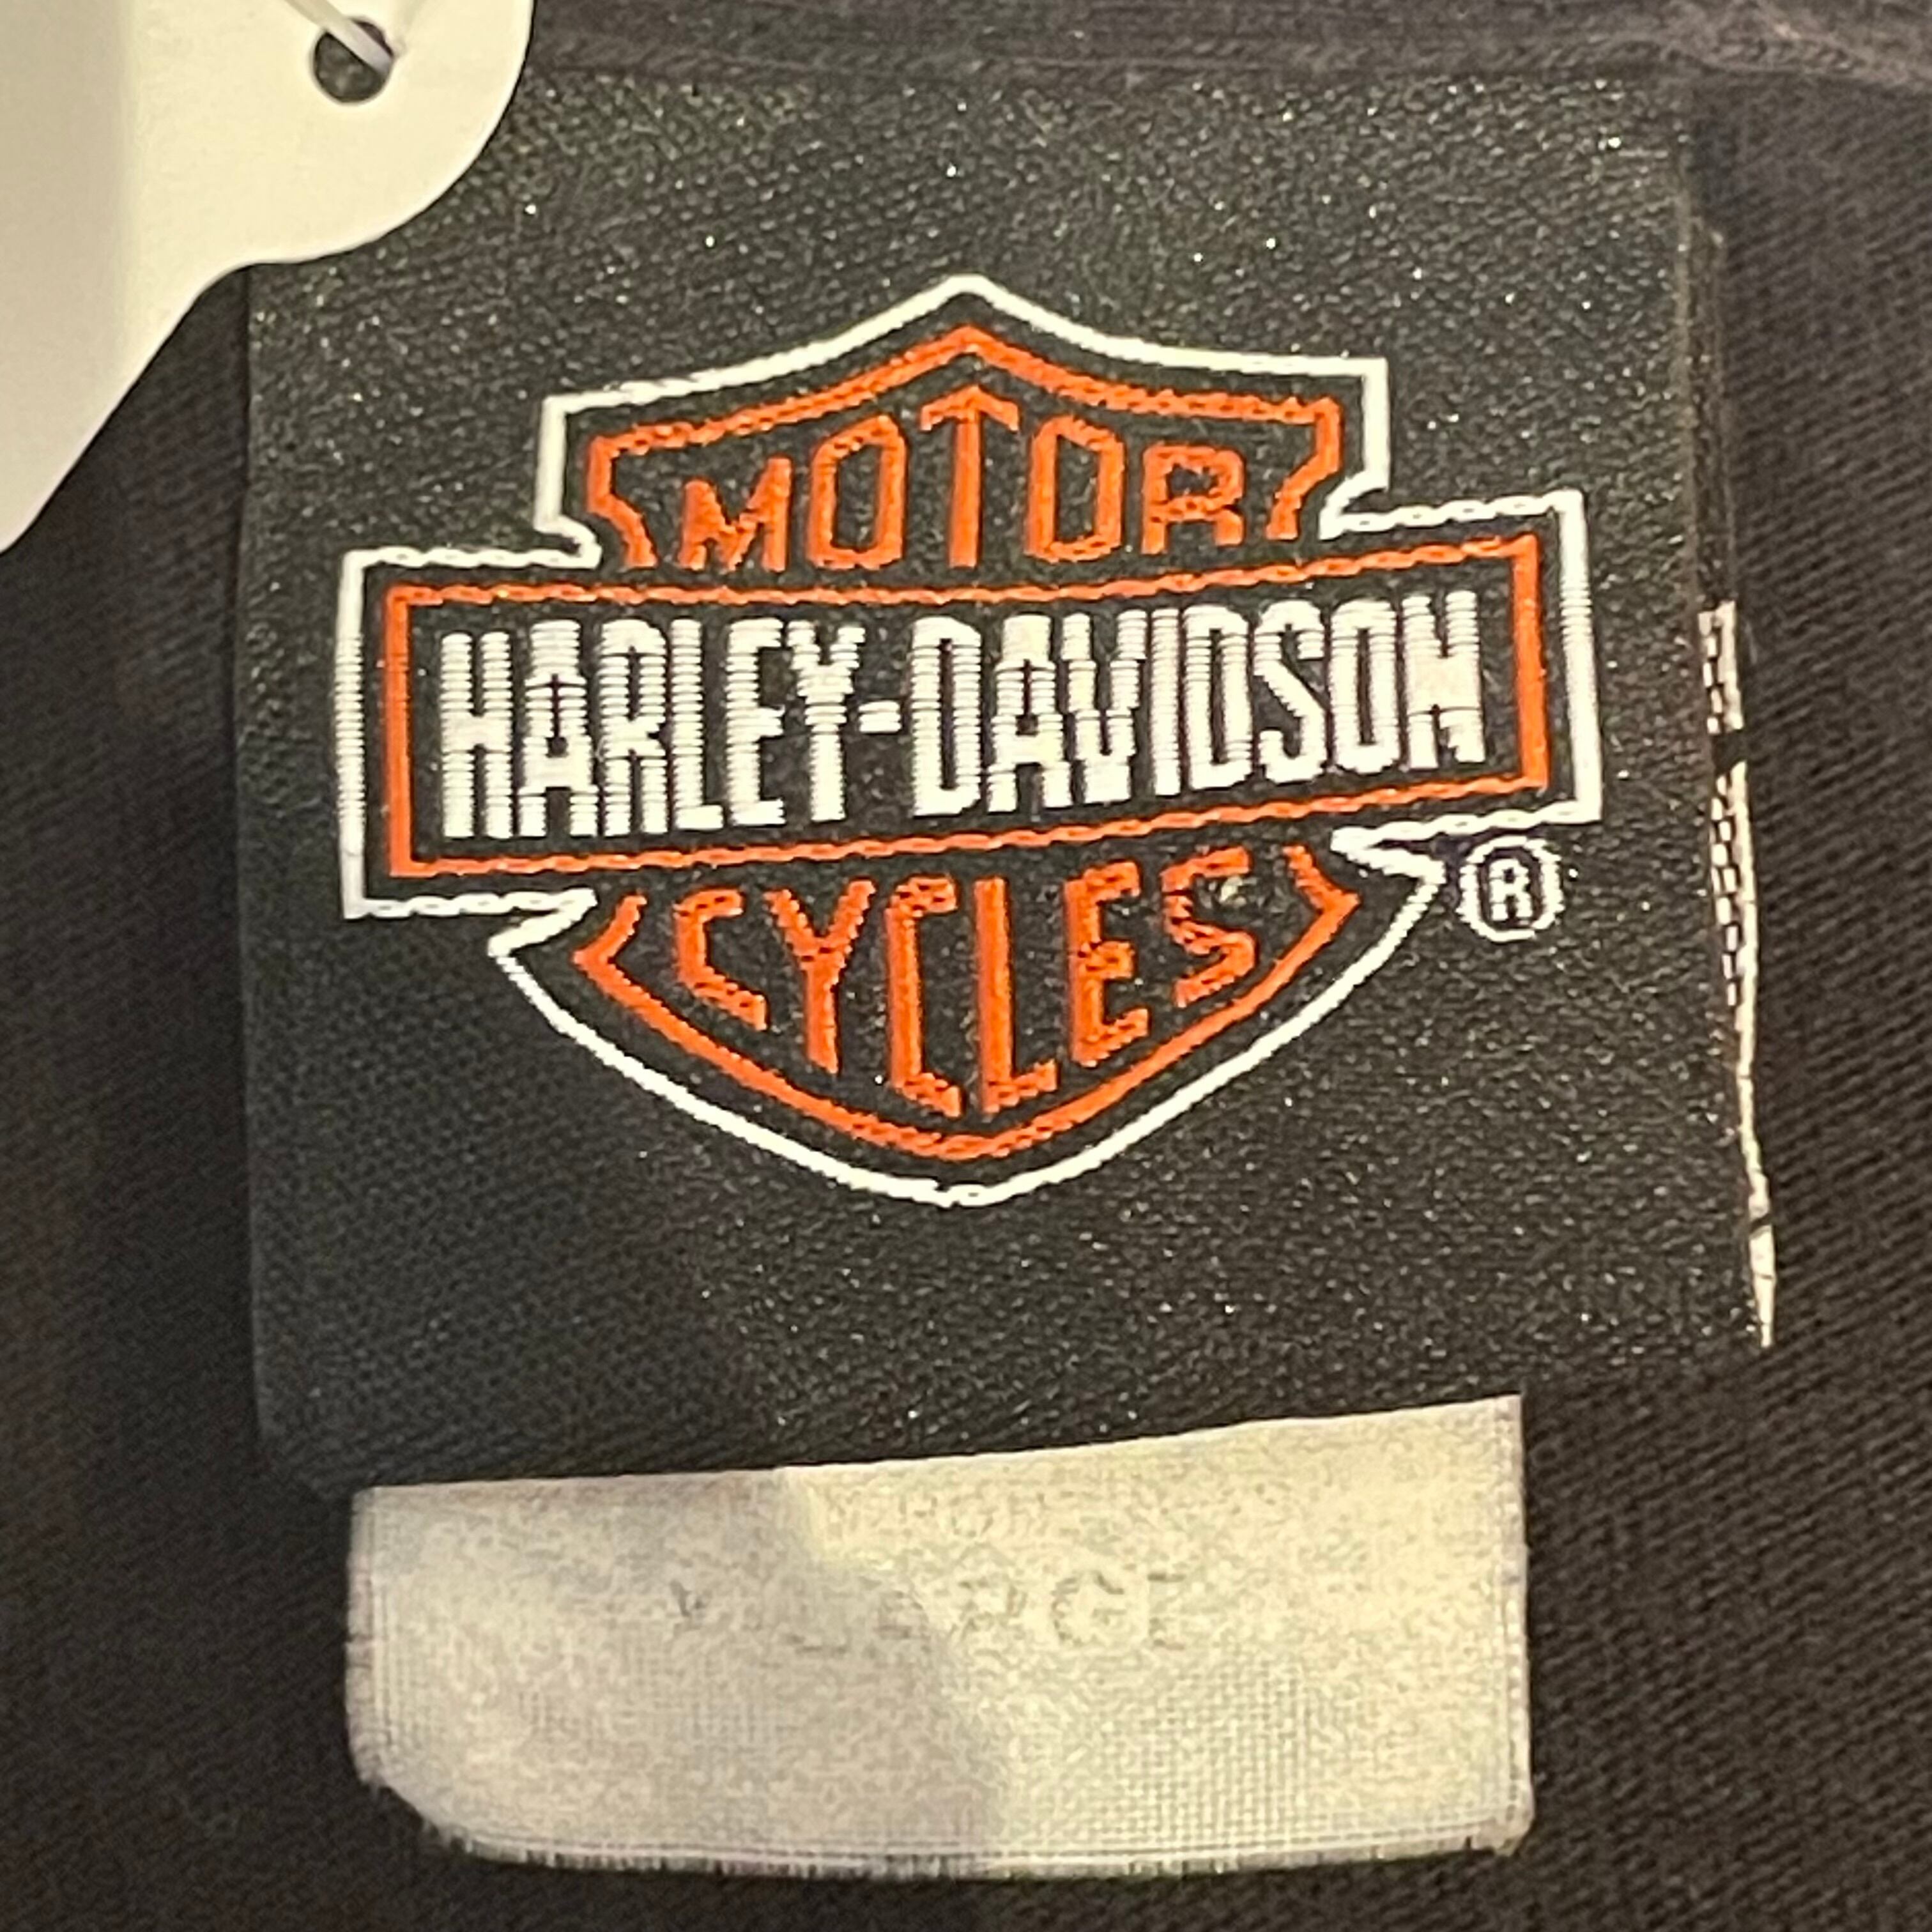 MOTOR
HARLEY-DAVIDSON
CYCLES
®